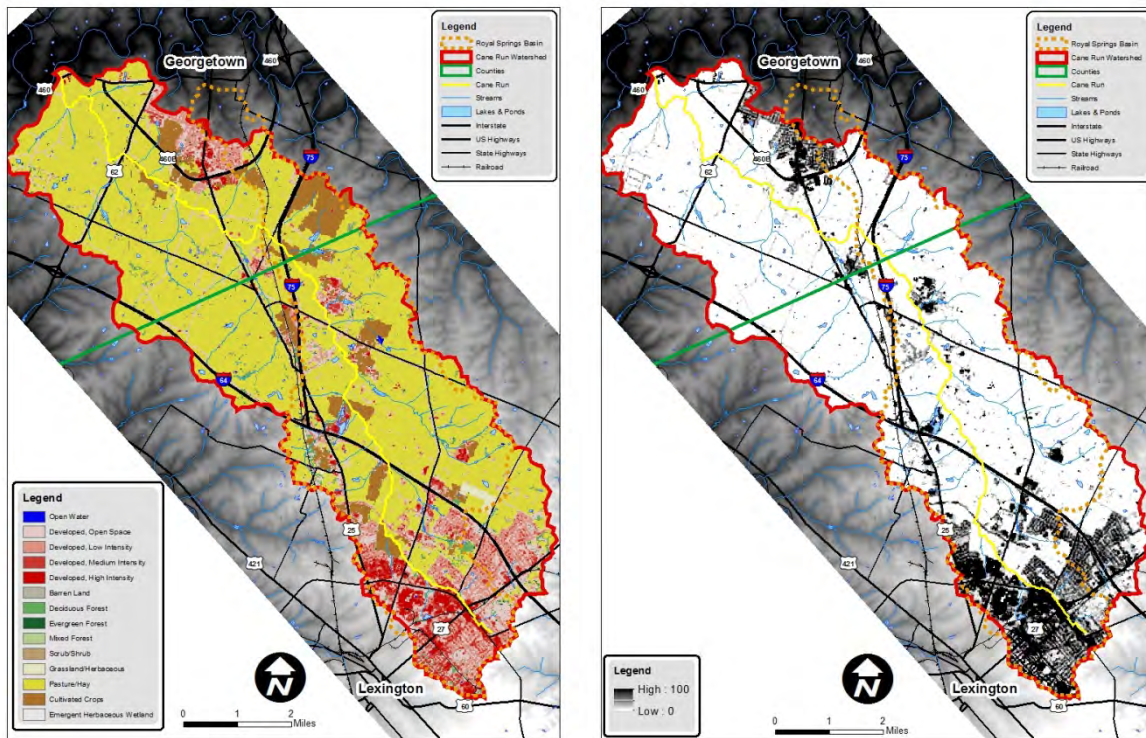 Georgetown
460
460
460B
75
62
75
64
25
421
27
Lexington
60
N
0 1 2
Miles
Legend
Royal Springs Basin
Cane Run Watershed
Counties
Cane Run
Streams
Lakes & Ponds
Interstate
US Highways
State Highways
Railroad
Legend
Open Water
Developed, Open Space
Developed, Low Intensity
Developed, Medium Intensity
Developed, High Intensity
Barren Land
Deciduous Forest
Evergreen Forest
Mixed Forest
Scrub/Shrub
Grassland/Herbaceous
Pasture/Hay
Cultivated Crops
Emergent Herbaceous Wetland
Georgetown
460
460
460B
75
62
75
64
25
421
27
Lexington
60
N
0 1 2
Miles
Legend
Royal Springs Basin
Cane Run Watershed
Counties
Cane Run
Streams
Lakes & Ponds
Interstate
US Highways
State Highways
Railroad
Legend
High : 100
Low : 0